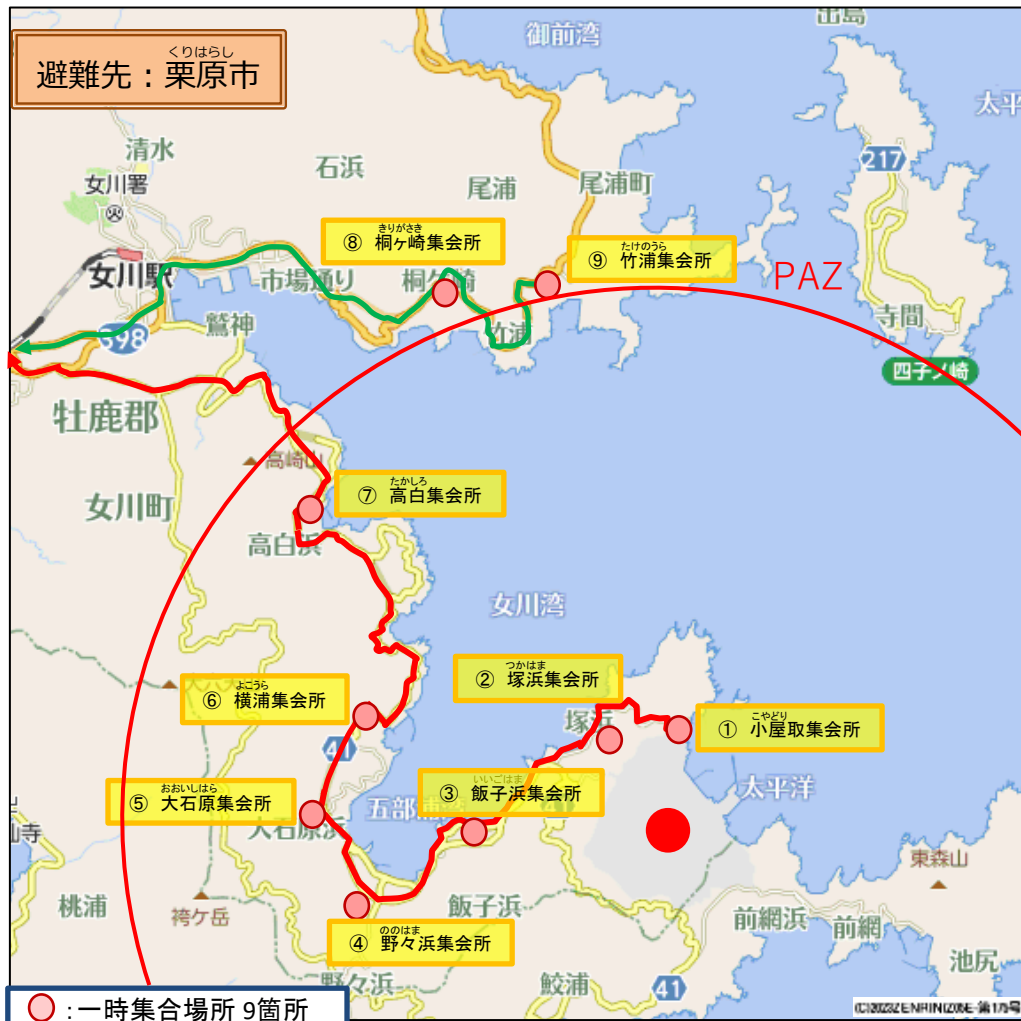 出島
御前湾
くりはらし
避難先：栗原市
太平
清水
石浜
217
女川署
尾浦
尾浦町
きりがさき
⑧ 桐ヶ崎集会所
たけのうら
⑨ 竹浦集会所
女川駅
市場通り
桐ケ崎
PAZ
寺間
398
鷲神
竹浦
四子ノ崎
牡鹿郡
高崎山
たかしろ
⑦ 高白集会所
女川町
高白浜
女川湾
つかはま
② 塚浜集会所
よこうら
⑥ 横浦集会所
塚浜
こやどり
① 小屋取集会所
41
おおいしはら
⑤ 大石原集会所
いいごはま
③ 飯子浜集会所
太平洋
五部浦湾
大石原浜
東森山
桃浦
袴ケ岳
飯子浜
前網浜
前網
ののはま
④ 野々浜集会所
池尻
野々浜
鮫浦
41
：一時集合場所 9箇所